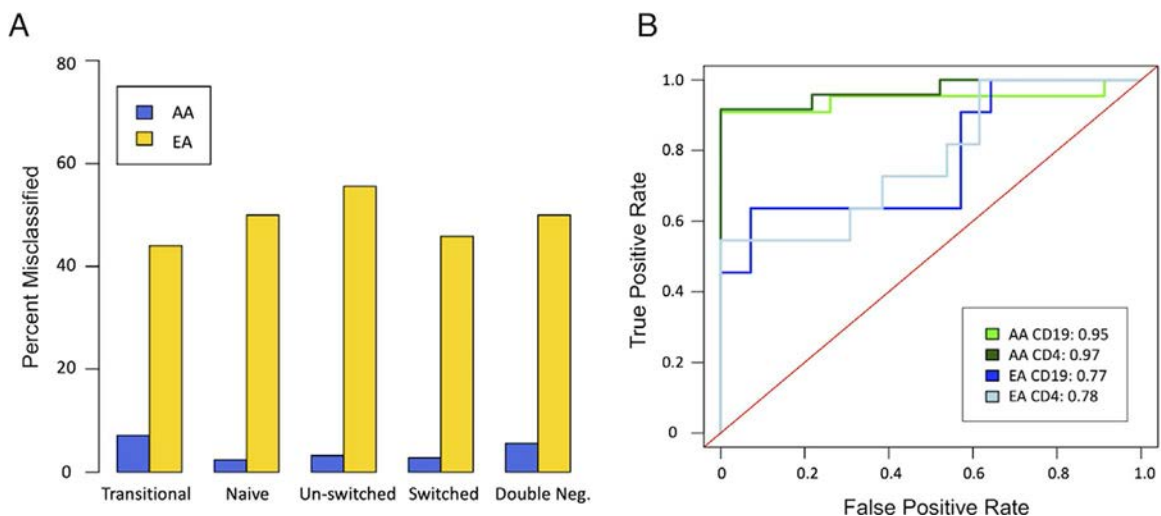 A
80
60
40
20
0
Percent Misclassified
AA
EA
Transitional
Naive
Un-switched
Switched
Double Neg.
B
1.0
0.8
0.6
0.4
0.2
0
True Positive Rate
AA CD19: 0.95
AA CD4: 0.97
EA CD19: 0.77
EA CD4: 0.78
0
0.2
0.4
0.6
0.8
1.0
False Positive Rate